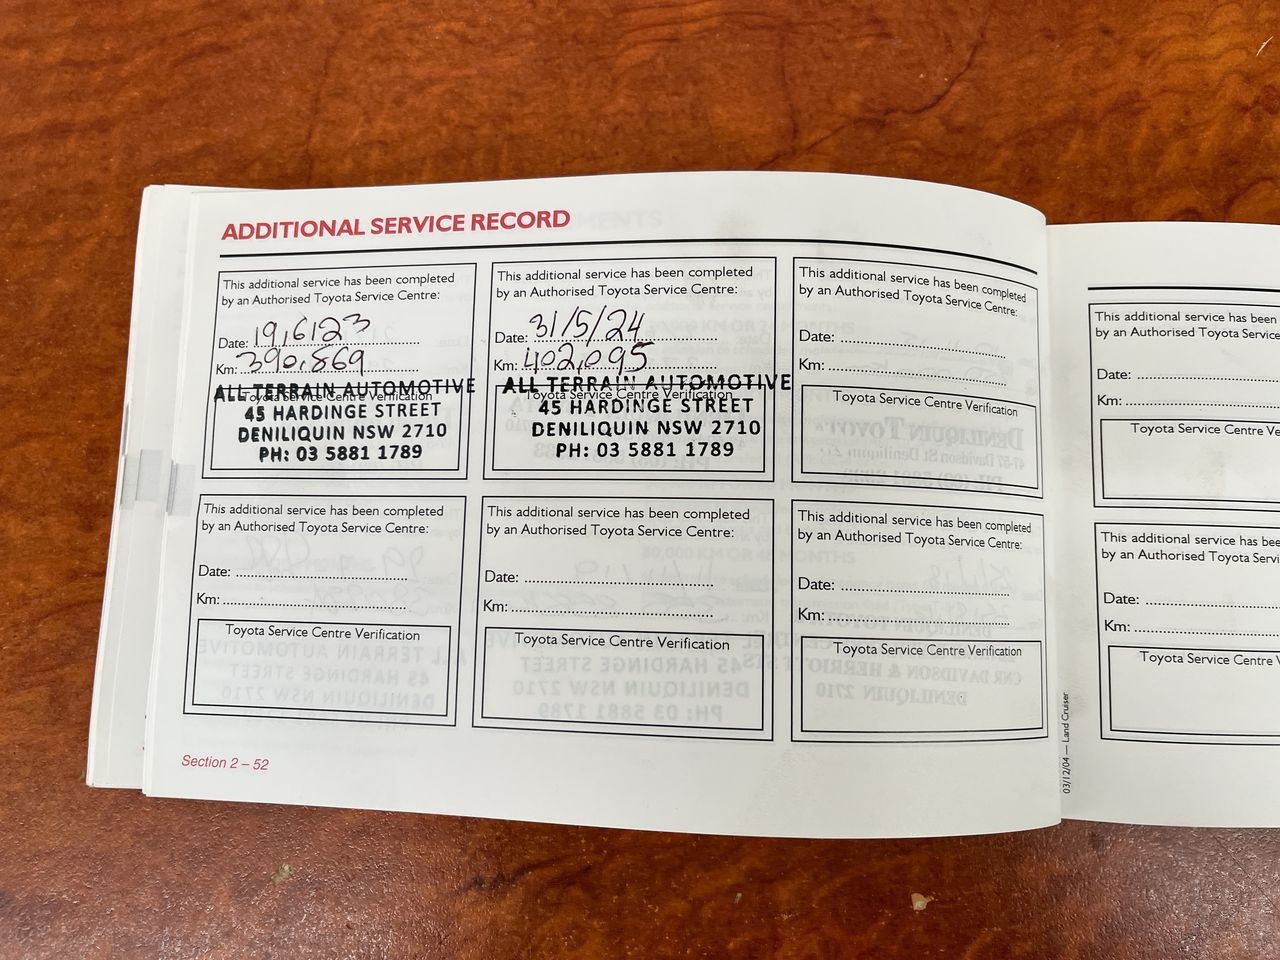 ADDITIONAL SERVICE RECORD
This additional service has been completed
by an Authorised Toyota Service Centre:
Date: 19/6/23
Km: 390,869
Toyota Service Centre Verification
ALL TERRAIN AUTOMOTIVE
45 HARDINGE STREET
DENILIQUIN NSW 2710
PH: 03 5881 1789
This additional service has been completed
by an Authorised Toyota Service Centre:
Date: 31/5/24
Km: 402,095
Toyota Service Centre Verification
ALL TERRAIN AUTOMOTIVE
45 HARDINGE STREET
DENILIQUIN NSW 2710
PH: 03 5881 1789
This additional service has been completed
by an Authorised Toyota Service Centre:
Date:
Km:
Toyota Service Centre Verification
This additional service has been completed
by an Authorised Toyota Service Centre:
Date:
Km:
Toyota Service Centre Verification
This additional service has been completed
by an Authorised Toyota Service Centre:
Date:
Km:
Toyota Service Centre Verification
This additional service has been completed
by an Authorised Toyota Service Centre:
Date:
Km:
Toyota Service Centre Verification
Section 2 – 52
03/12/04 — Land Cruiser
This additional service has been
by an Authorised Toyota Service
Date:
Km:
Toyota Service Centre Ve
This additional service has bee
by an Authorised Toyota Servi
Date:
Km:
Toyota Service Centre V